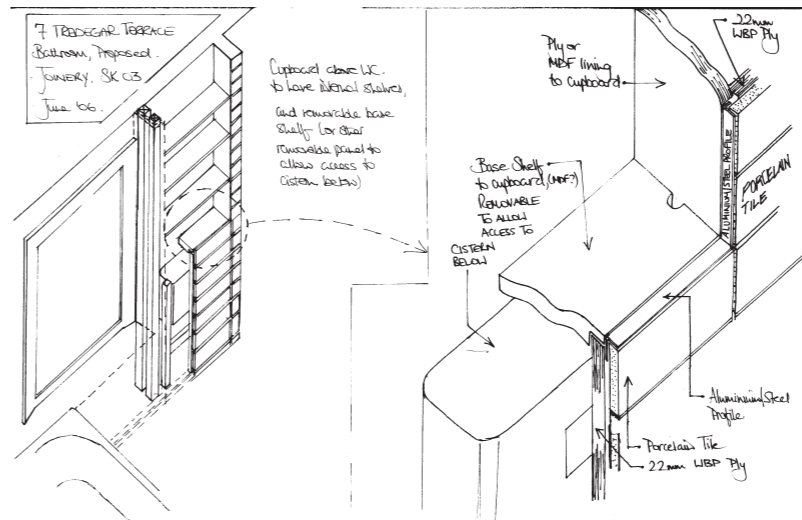 7 TREDEGAR TERRACE
Bathroom, Proposed.
JOINERY. SK 03
June '06.
Cupboard above WC.
to have internal shelves,
and removable base
shelf (or other
removable panel to
allow access to
cistern below)
Ply or
MDF lining
to cupboard
22mm
WBP Ply
Base Shelf
to cupboard, (MDF?)
REMOVABLE
TO ALLOW
ACCESS TO
CISTERN
BELOW
ALUMINIUM/STEEL PROFILE
PORCELAIN
TILE
Aluminium/Steel
Profile
Porcelain Tile
22mm WBP Ply